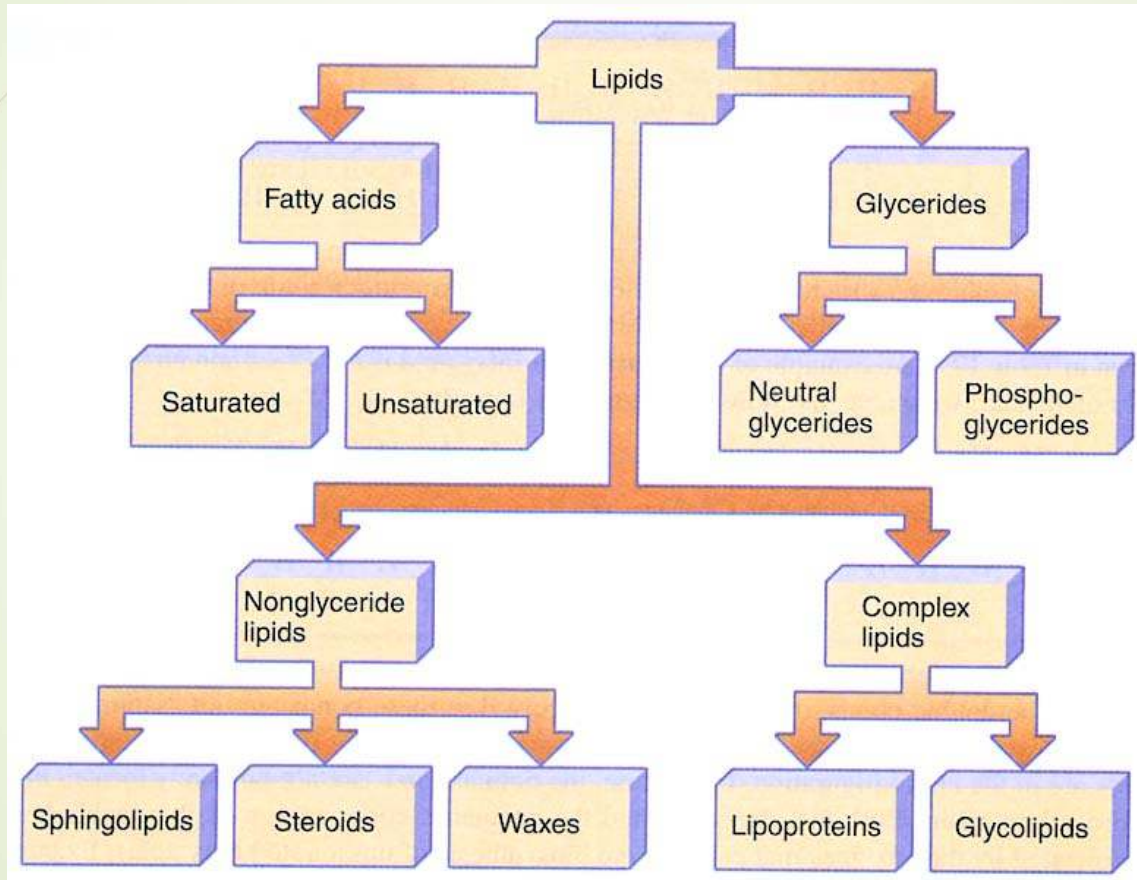 Lipids
Fatty acids
Glycerides
Saturated
Unsaturated
Neutral
glycerides
Phospho-
glycerides
Nonglyceride
lipids
Complex
lipids
Sphingolipids
Steroids
Waxes
Lipoproteins
Glycolipids